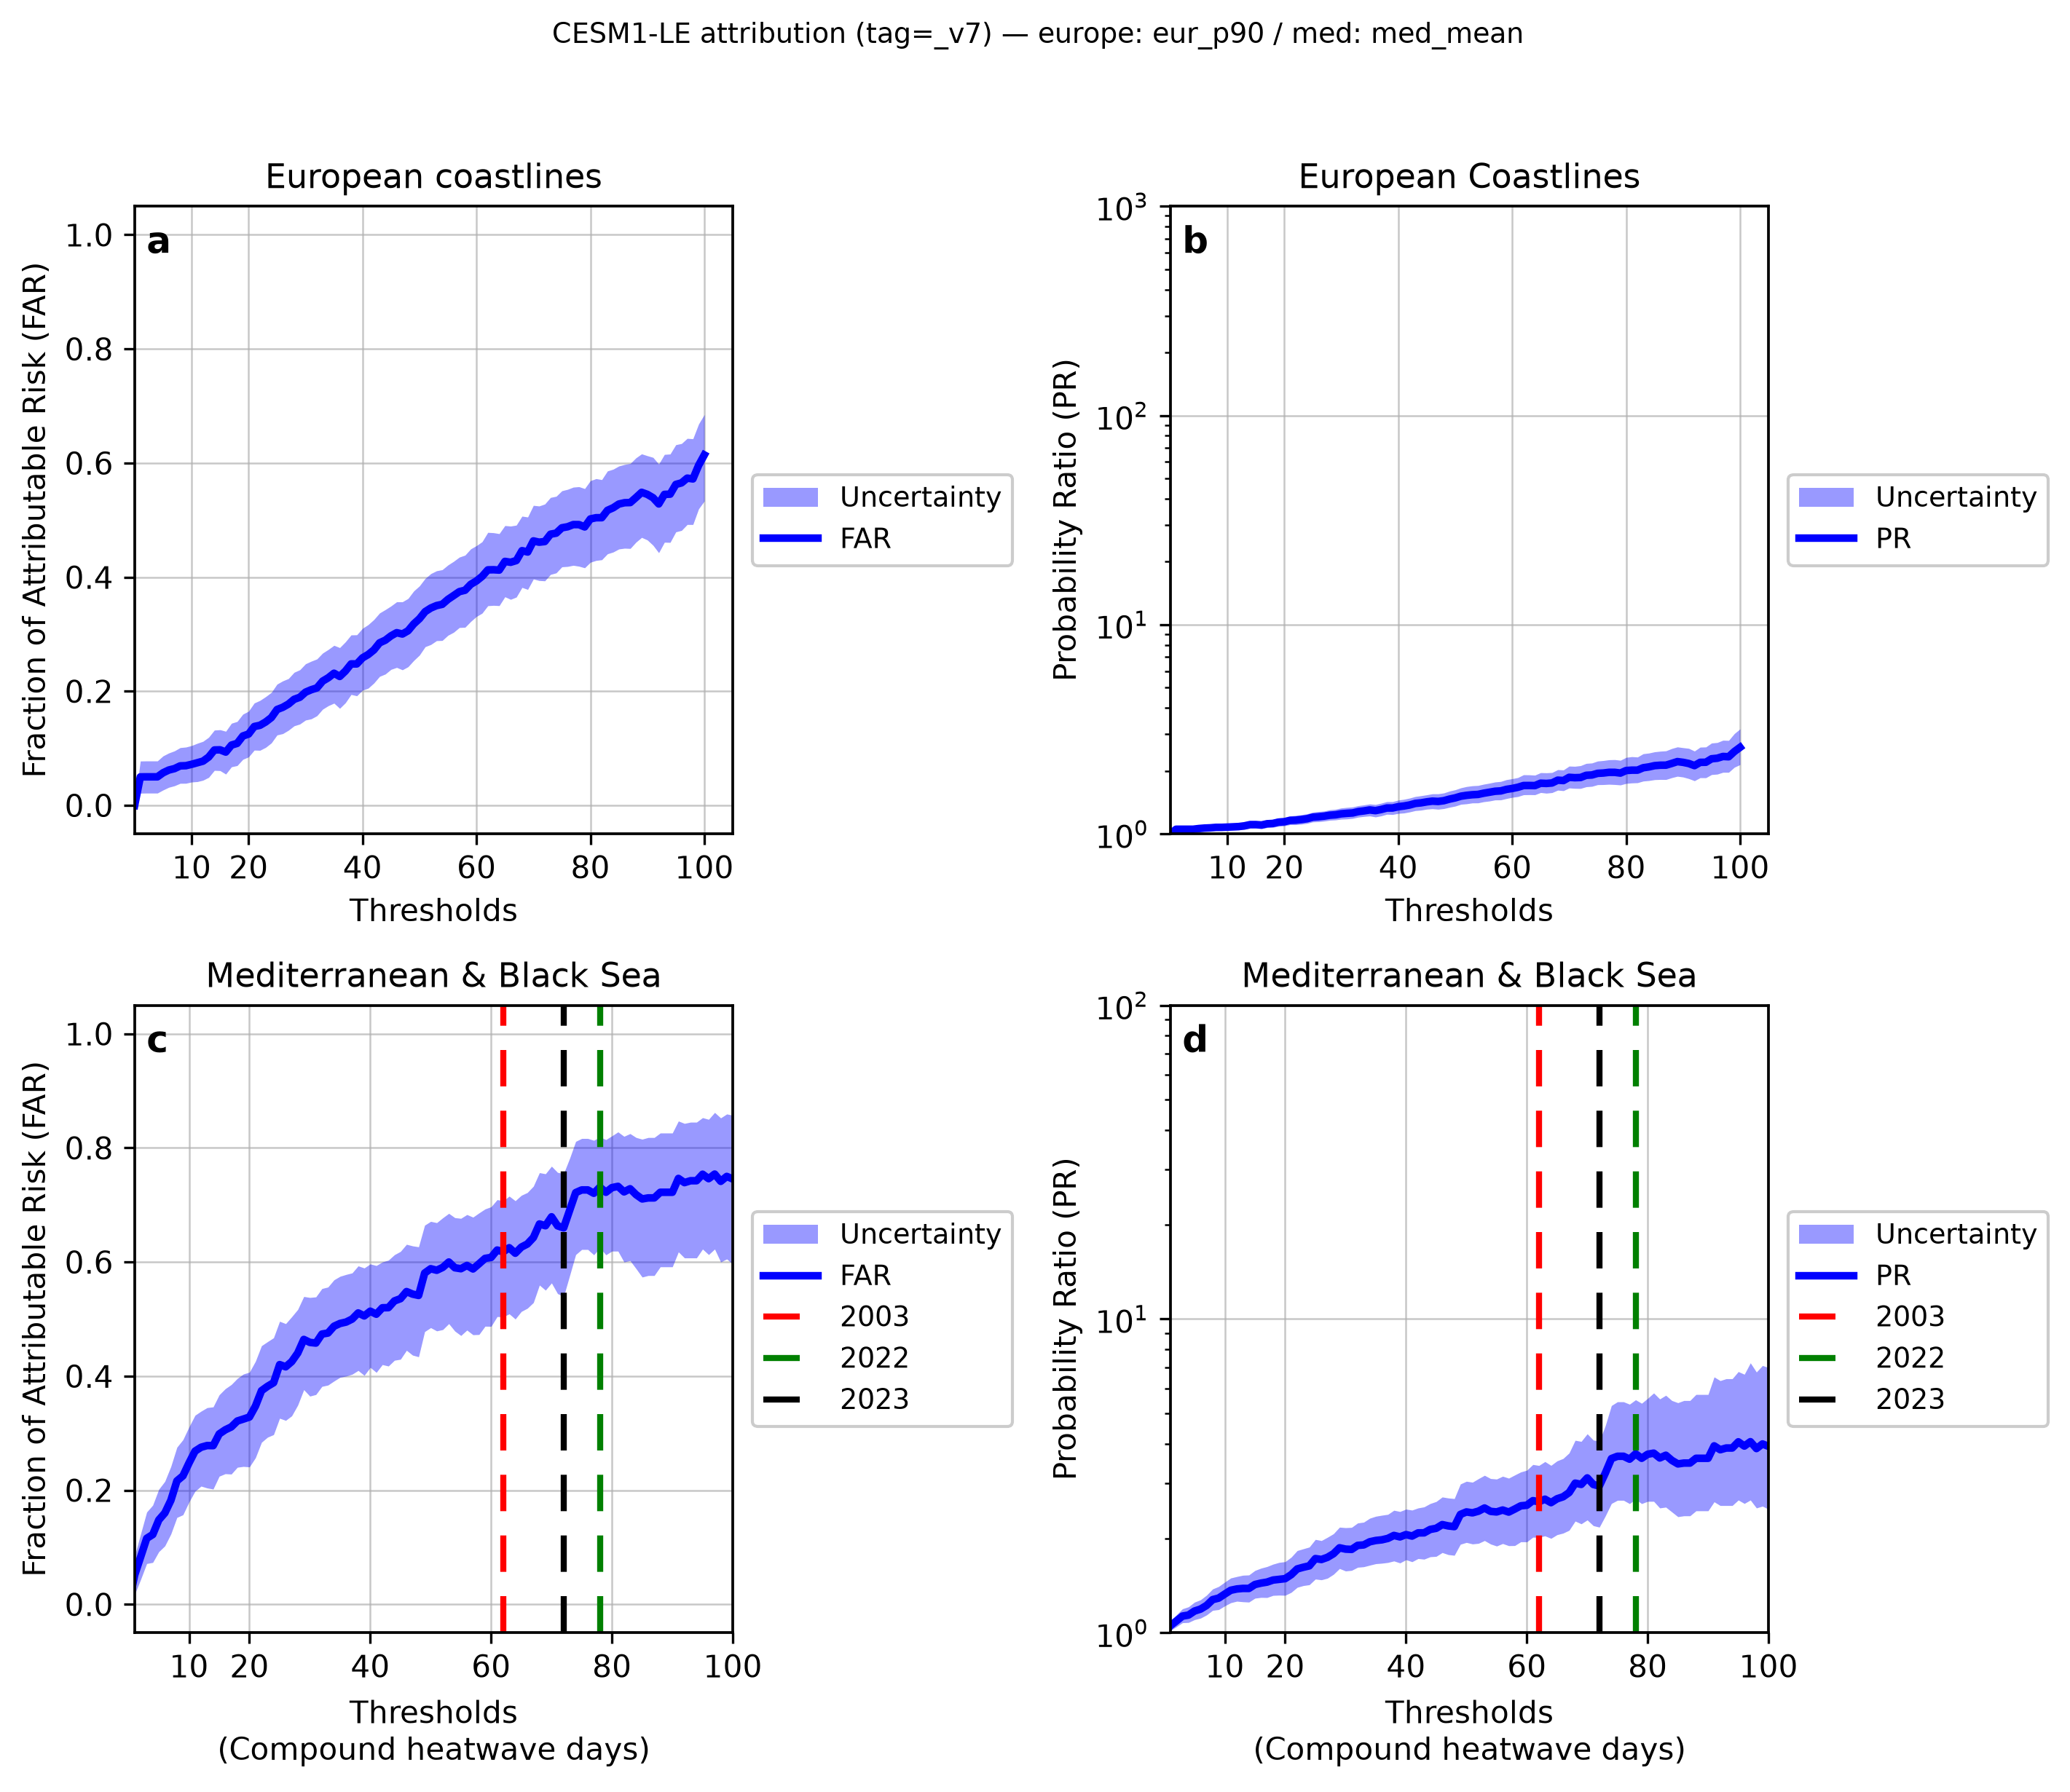 CESM1-LE attribution (tag=_v7) — europe: eur_p90 / med: med_mean
European coastlines
a
Fraction of Attributable Risk (FAR)
1.0
0.8
0.6
0.4
0.2
0.0
10 20 40 60 80 100
Thresholds
Uncertainty
FAR
European Coastlines
b
Probability Ratio (PR)
10³
10²
10¹
10⁰
10 20 40 60 80 100
Thresholds
Uncertainty
PR
Mediterranean & Black Sea
c
Fraction of Attributable Risk (FAR)
1.0
0.8
0.6
0.4
0.2
0.0
10 20 40 60 80 100
Thresholds
(Compound heatwave days)
Uncertainty
FAR
2003
2022
2023
Mediterranean & Black Sea
d
Probability Ratio (PR)
10²
10¹
10⁰
10 20 40 60 80 100
Thresholds
(Compound heatwave days)
Uncertainty
PR
2003
2022
2023